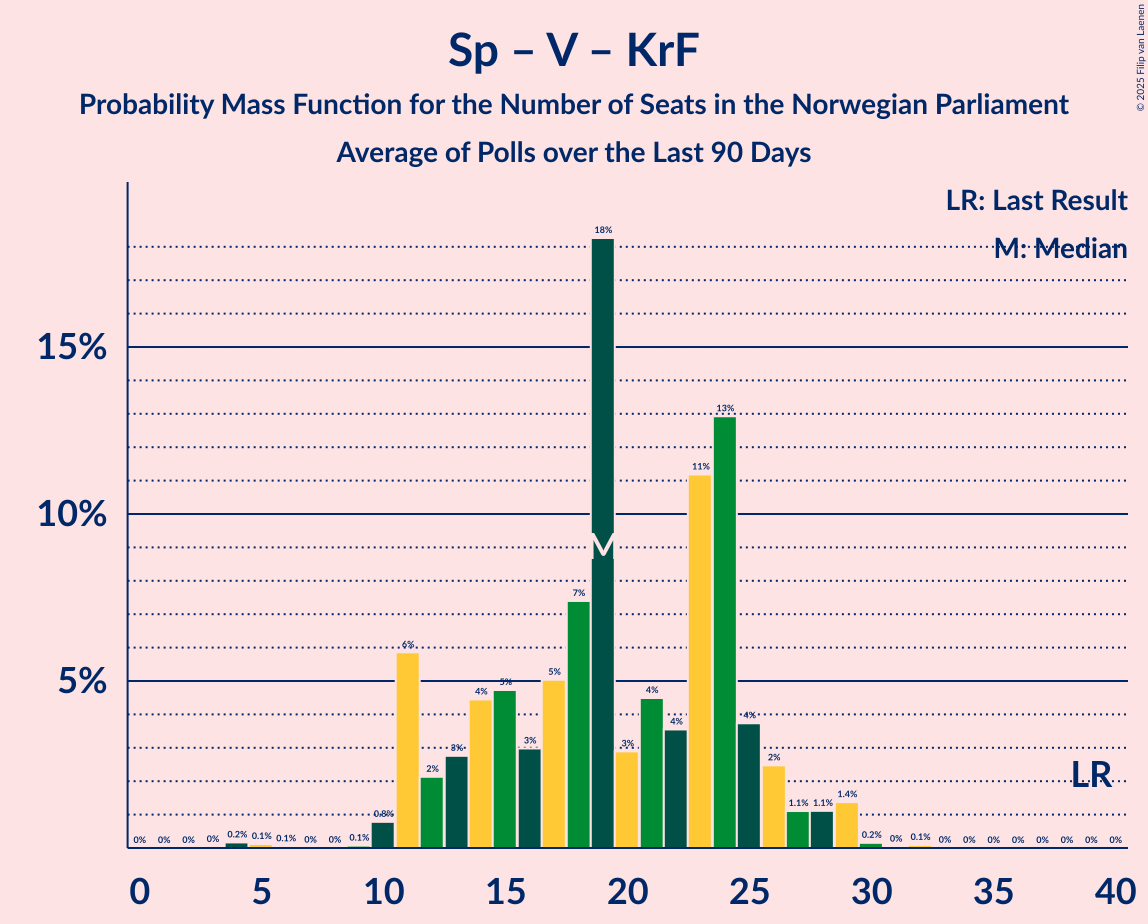 Sp – V – KrF
Probability Mass Function for the Number of Seats in the Norwegian Parliament
Average of Polls over the Last 90 Days
© 2025 Filip van Laenen
LR: Last Result
M: Median
15%
10%
5%
0% 0% 0% 0% 0.2% 0.1% 0.1% 0% 0% 0.1% 0.8% 6% 2% 3% 4% 5% 3% 5% 7% 18% 3% 4% 4% 11% 13% 4% 2% 1.1% 1.1% 1.4% 0.2% 0% 0.1% 0% 0% 0% 0% 0% 0% 0% 0%
M
LR
0 5 10 15 20 25 30 35 40